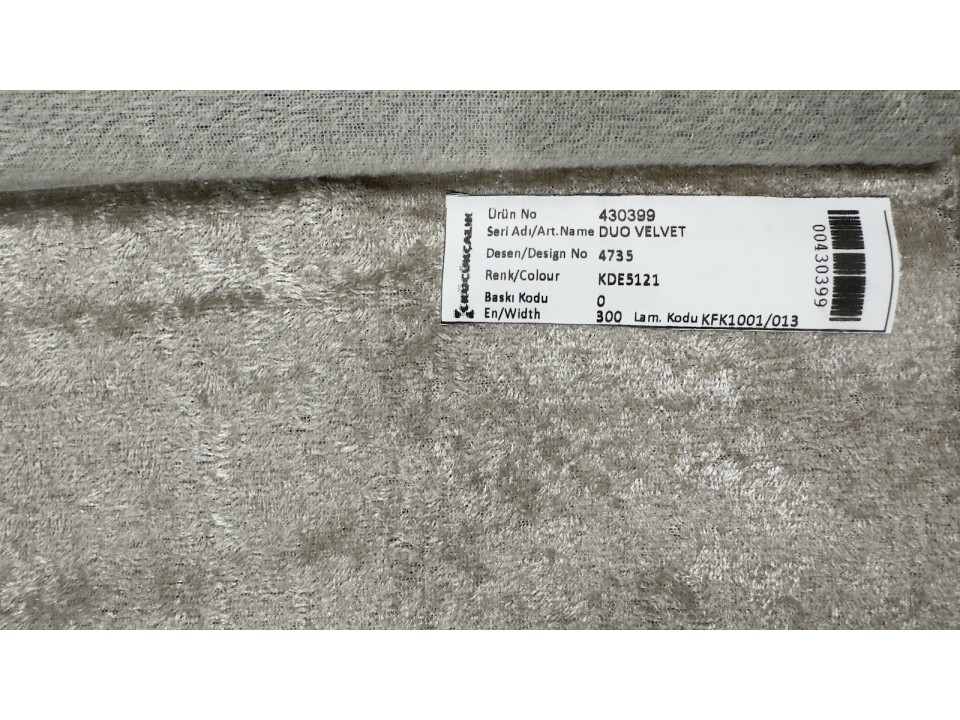 KÜÇÜKÇALIK
Ürün No 430399
Seri Adı/Art.Name DUO VELVET
Desen/Design No 4735
Renk/Colour KDE5121
Baskı Kodu 0
En/Width 300 Lam. Kodu KFK1001/013
00430399